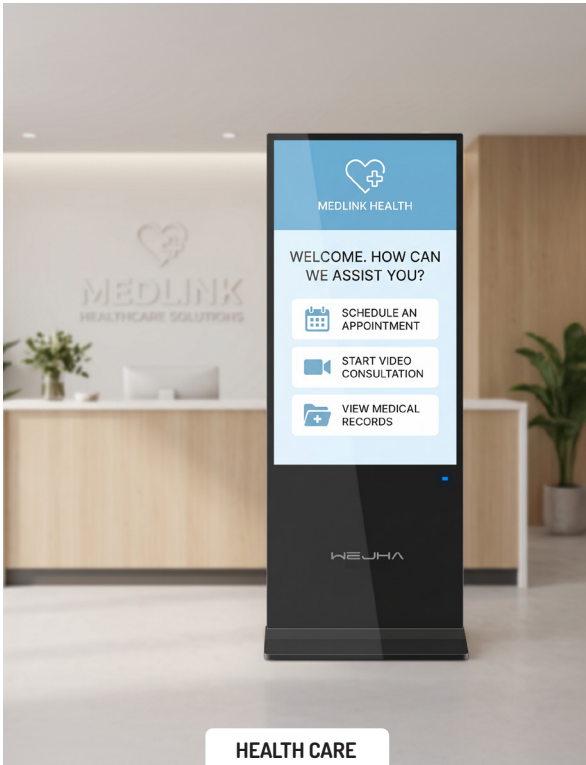 MEDLINK HEALTH
WELCOME. HOW CAN
WE ASSIST YOU?
MEDLINK
HEALTHCARE SOLUTIONS
SCHEDULE AN
APPOINTMENT
START VIDEO
CONSULTATION
VIEW MEDICAL
RECORDS
WEJHA
HEALTH CARE